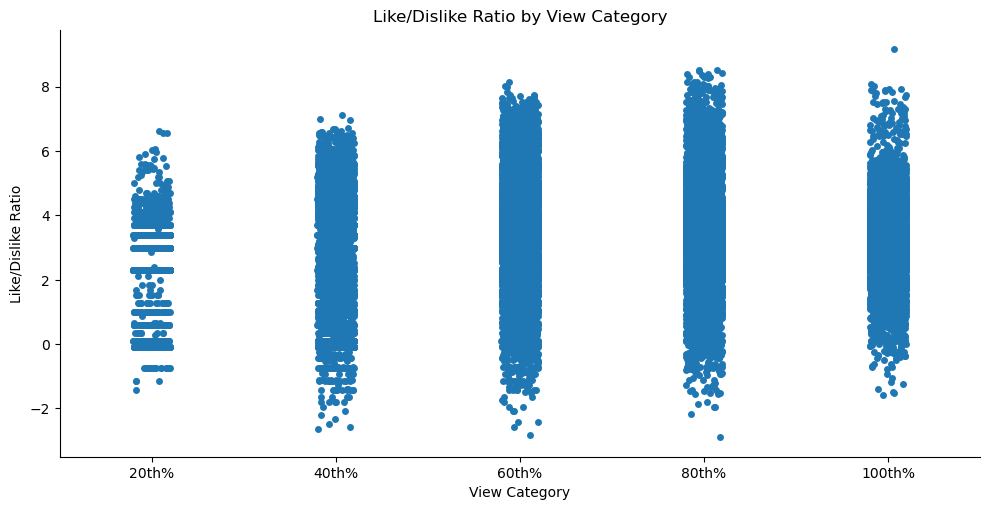 Like/Dislike Ratio by View Category
Like/Dislike Ratio
8
6
4
2
0
−2
20th% 40th% 60th% 80th% 100th%
View Category